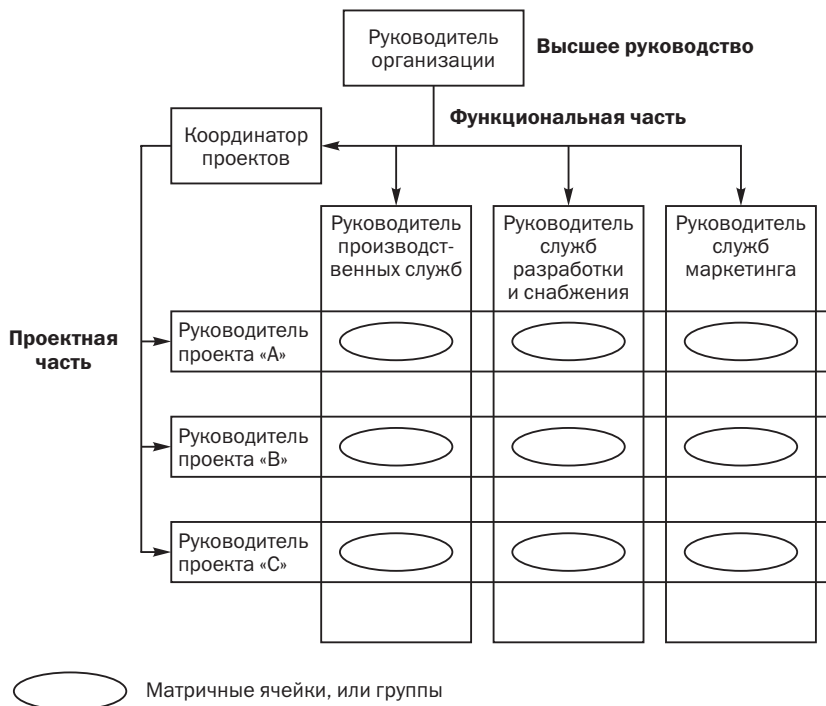 Руководитель
организации
Высшее руководство
Функциональная часть
Координатор
проектов
Руководитель
производст-
венных служб
Руководитель
служб
разработки
и снабжения
Руководитель
служб
маркетинга
Проектная
часть
Руководитель
проекта «А»
Руководитель
проекта «В»
Руководитель
проекта «С»
Матричные ячейки, или группы